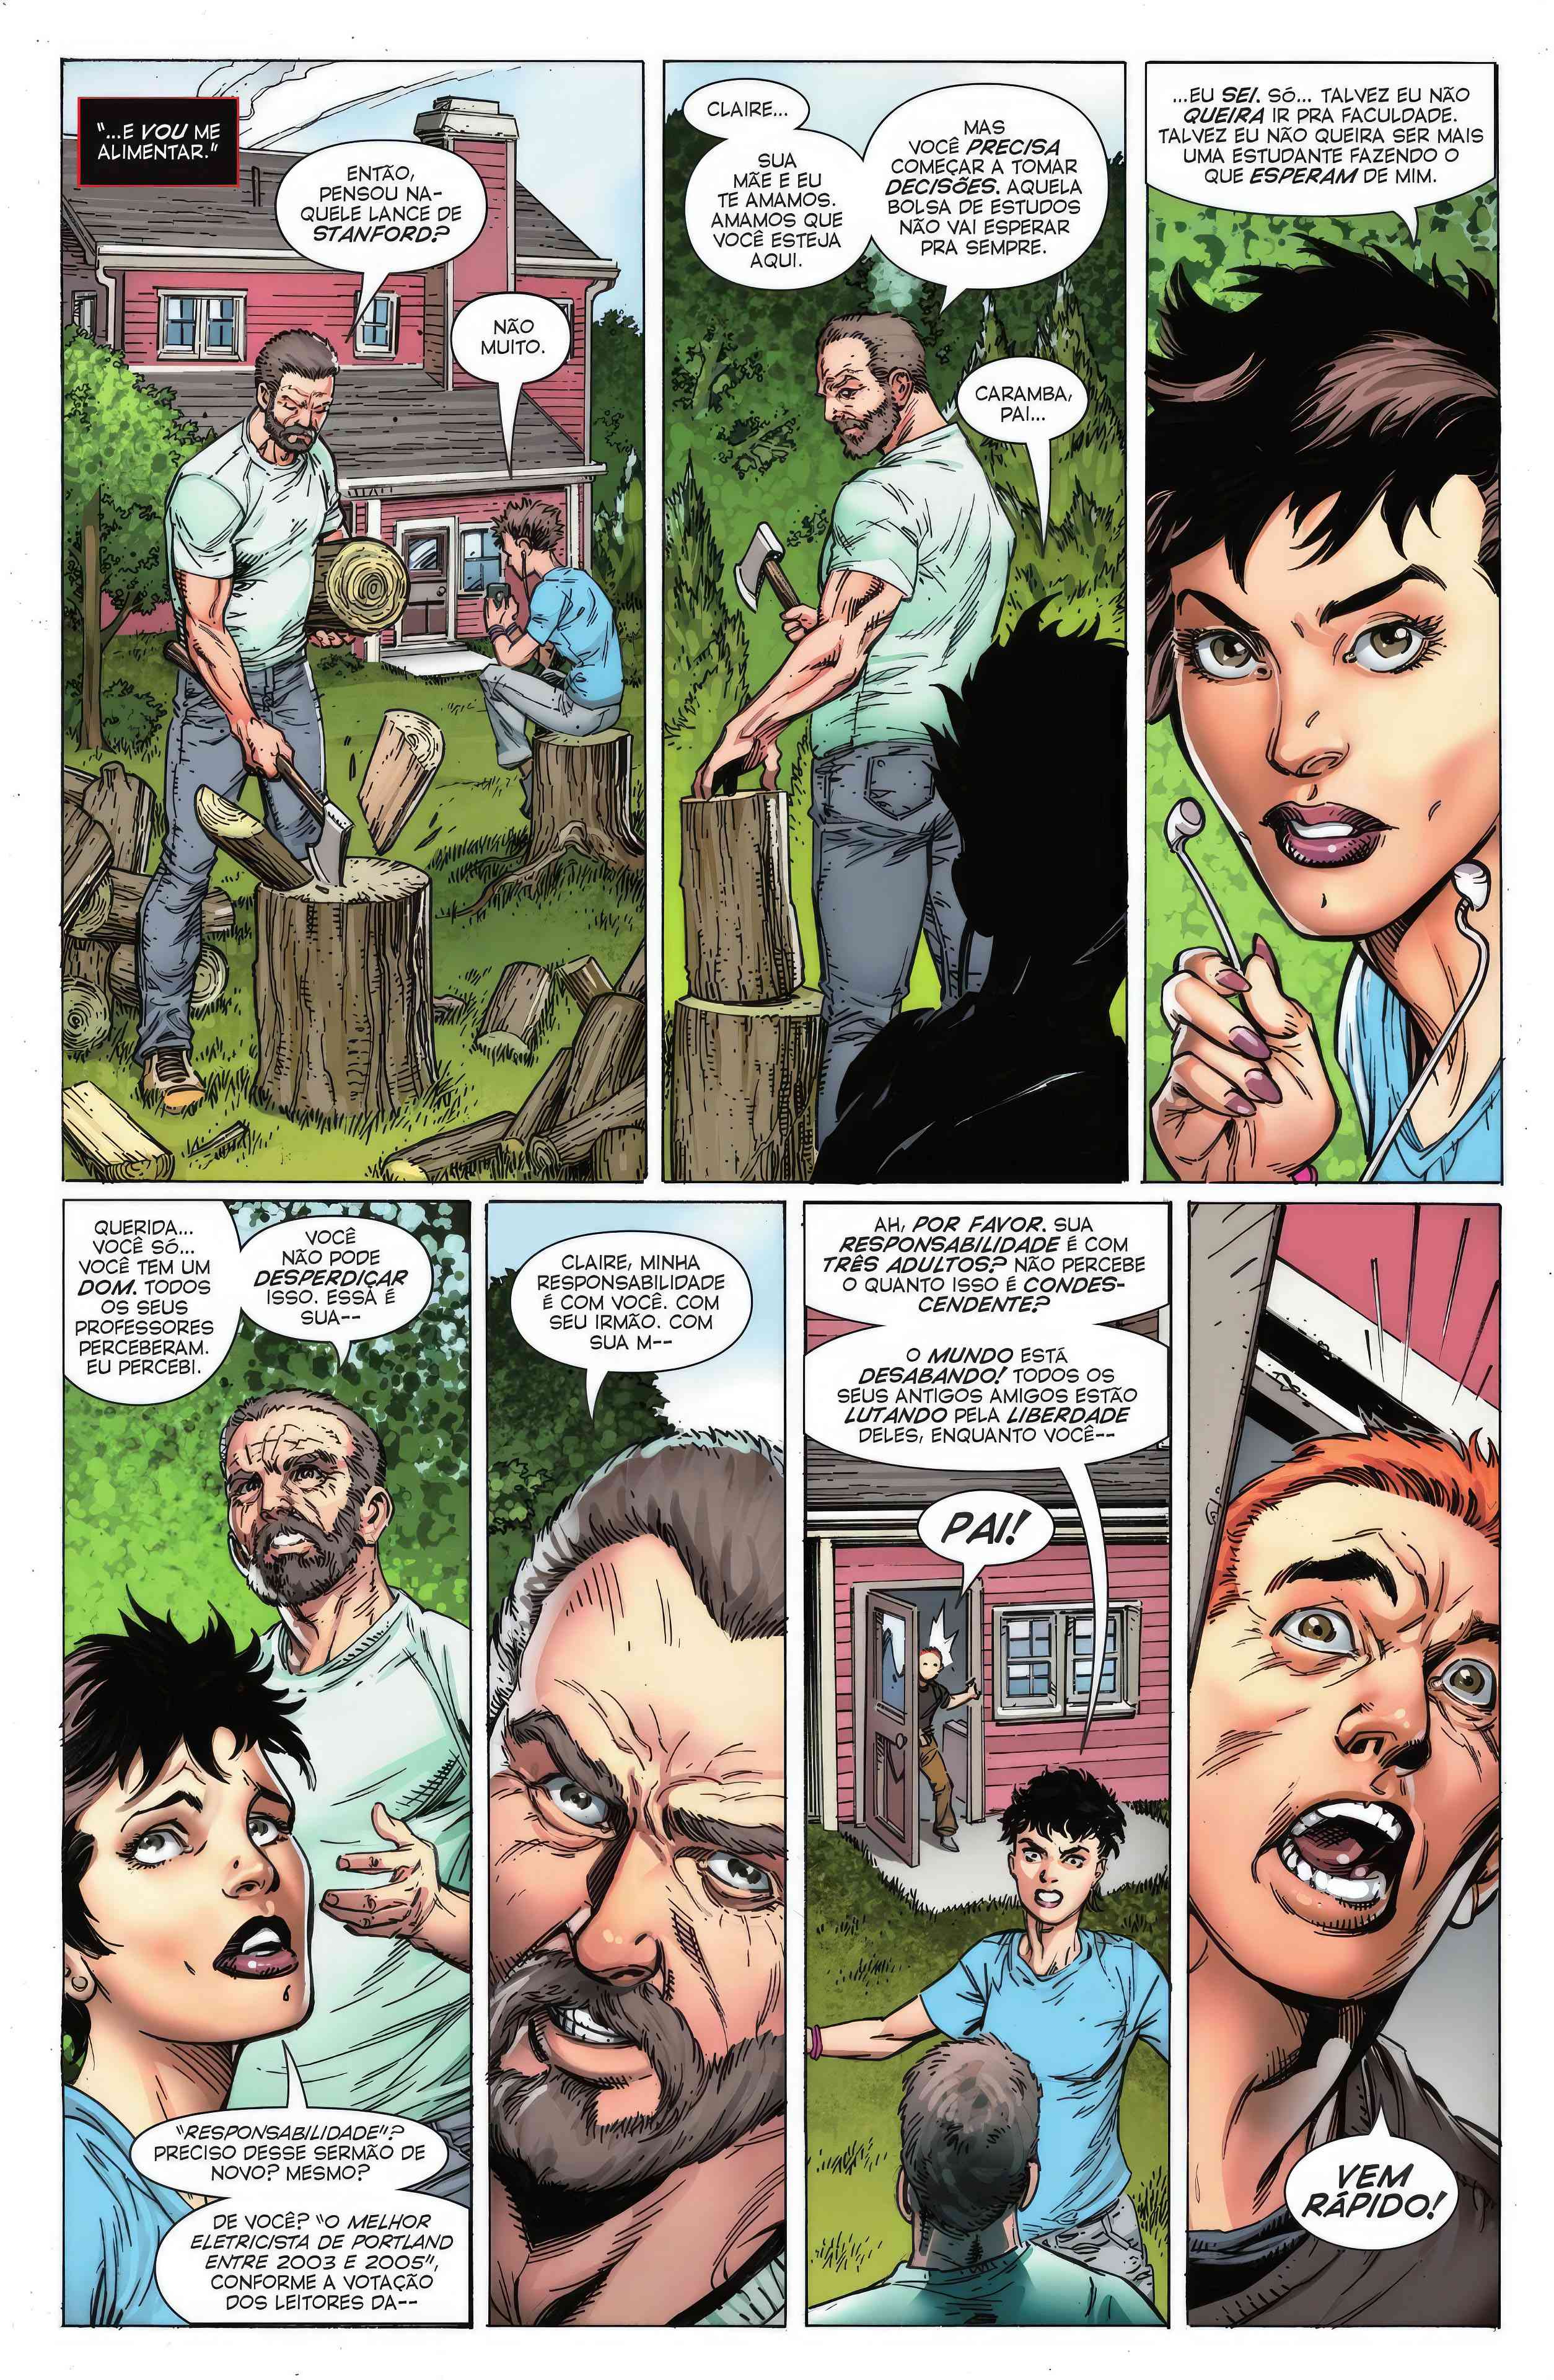 "...E VOU ME
ALIMENTAR."
ENTÃO,
PENSOU NA-
QUELE LANCE DE
STANFORD?
NÃO
MUITO.
CLAIRE...
SUA
MÃE E EU
TE AMAMOS.
AMAMOS QUE
VOCÊ ESTEJA
AQUI.
MAS
VOCÊ PRECISA
COMEÇAR A TOMAR
DECISÕES. AQUELA
BOLSA DE ESTUDOS
NÃO VAI ESPERAR
PRA SEMPRE.
CARAMBA,
PAI...
...EU SEI. SÓ... TALVEZ EU NÃO
QUEIRA IR PRA FACULDADE.
TALVEZ EU NÃO QUEIRA SER MAIS
UMA ESTUDANTE FAZENDO O
QUE ESPERAM DE MIM.
QUERIDA...
VOCÊ SÓ...
VOCÊ TEM UM
DOM. TODOS
OS SEUS
PROFESSORES
PERCEBERAM.
EU PERCEBI.
VOCÊ
NÃO PODE
DESPERDIÇAR
ISSO. ESSA É
SUA--
"RESPONSABILIDADE"?
PRECISO DESSE SERMÃO DE
NOVO? MESMO?
DE VOCÊ? "O MELHOR
ELETRICISTA DE PORTLAND
ENTRE 2003 E 2005",
CONFORME A VOTAÇÃO
DOS LEITORES DA--
CLAIRE, MINHA
RESPONSABILIDADE
É COM VOCÊ. COM
SEU IRMÃO. COM
SUA M--
AH, POR FAVOR. SUA
RESPONSABILIDADE É COM
TRÊS ADULTOS? NÃO PERCEBE
O QUANTO ISSO É CONDES-
CENDENTE?
O MUNDO ESTÁ
DESABANDO! TODOS OS
SEUS ANTIGOS AMIGOS ESTÃO
LUTANDO PELA LIBERDADE
DELES, ENQUANTO VOCÊ--
PAI!
VEM
RÁPIDO!